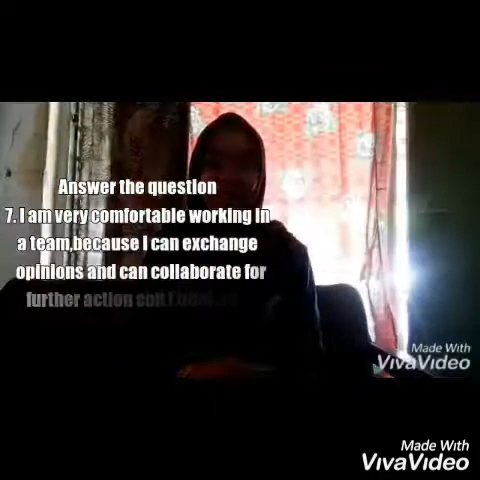 Answer the question
7. I am very comfortable working in
a team,because I can exchange
opinions and can collaborate for
further action
Made With
VivaVideo
Made With
VivaVideo